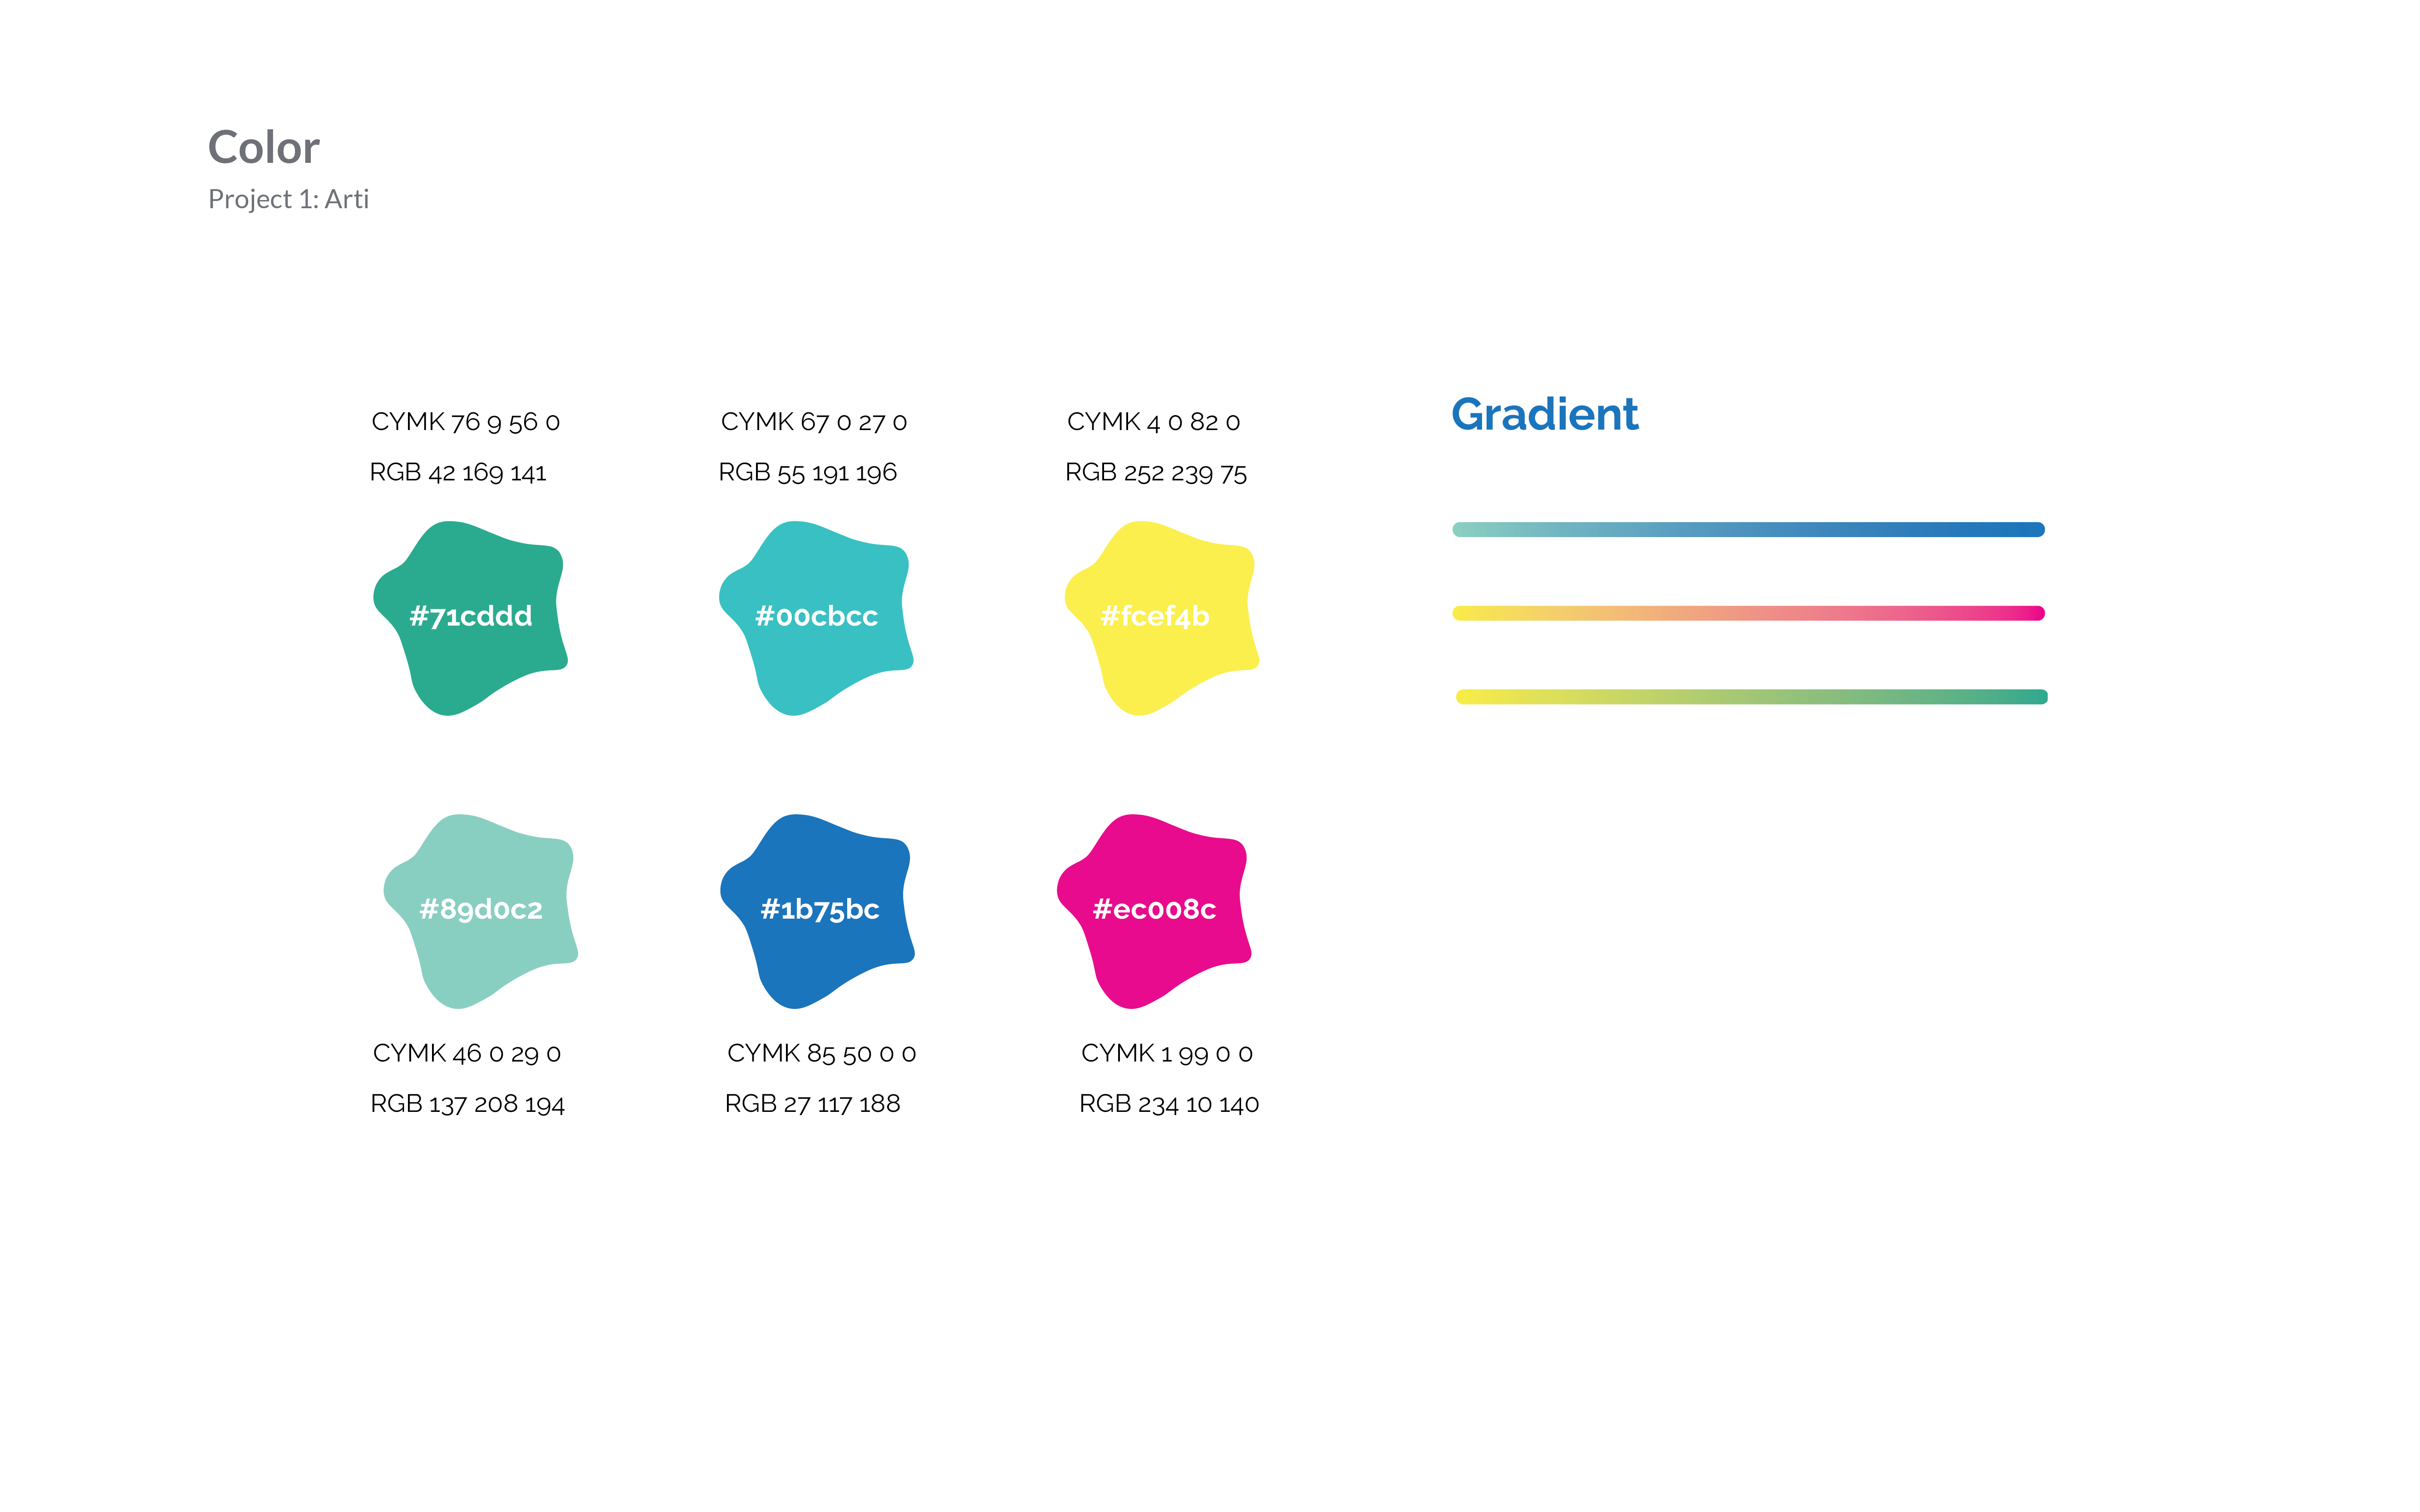 Color
Project 1: Arti
CYMK 76 9 56 0
RGB 42 169 141
#71cddd
CYMK 67 0 27 0
RGB 55 191 196
#00cbcc
CYMK 4 0 82 0
RGB 252 239 75
#fcef4b
#89d0c2
CYMK 46 0 29 0
RGB 137 208 194
#1b75bc
CYMK 85 50 0 0
RGB 27 117 188
#ec008c
CYMK 1 99 0 0
RGB 234 10 140
Gradient